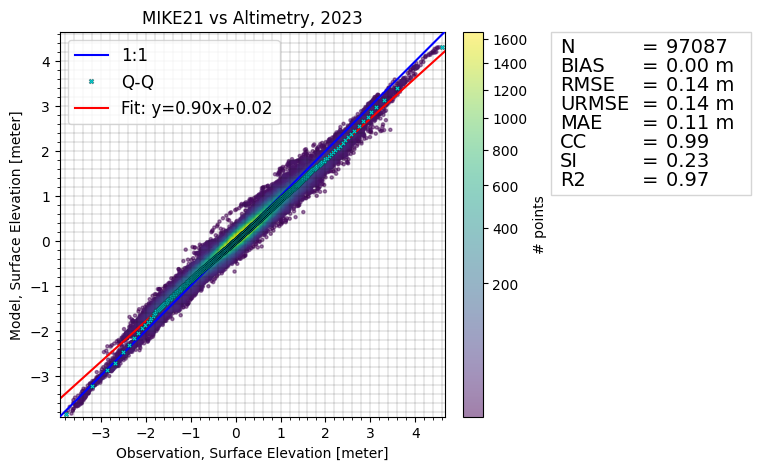 MIKE21 vs Altimetry, 2023
1:1
Q-Q
Fit: y=0.90x+0.02
4
3
2
1
0
−1
−2
−3
Model, Surface Elevation [meter]
−3 −2 −1 0 1 2 3 4
Observation, Surface Elevation [meter]
1600
1400
1200
1000
800
600
400
200
# points
N = 97087
BIAS = 0.00 m
RMSE = 0.14 m
URMSE = 0.14 m
MAE = 0.11 m
CC = 0.99
SI = 0.23
R2 = 0.97